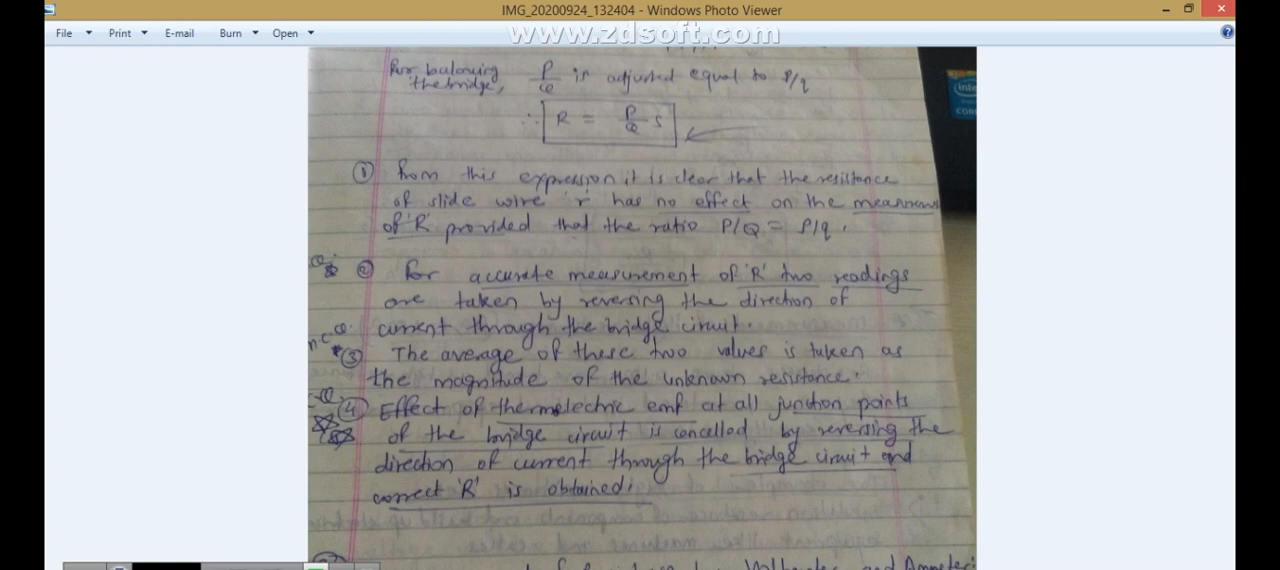 IMG_20200924_132404 - Windows Photo Viewer
File Print E-mail Burn Open
www.zdsoft.com
For balancing the bridge, P/Q is adjusted equal to p/q
∴ R = P/Q S
① from this expression it is clear that the resistance
of slide wire 'r' has no effect on the
of 'R' provided that the ratio P/Q = p/q.
Q. ② For accurate measurement of 'R' two readings
are taken by reversing the direction of
current through the bridge circuit.
③ The average of these two values is taken as
the magnitude of the unknown resistance.
Q. ④ Effect of thermoelectric emf at all junction points
of the bridge circuit is cancelled by reversing the
direction of current through the bridge circuit and
correct 'R' is obtained.
and Ammeter:
intel
CORE